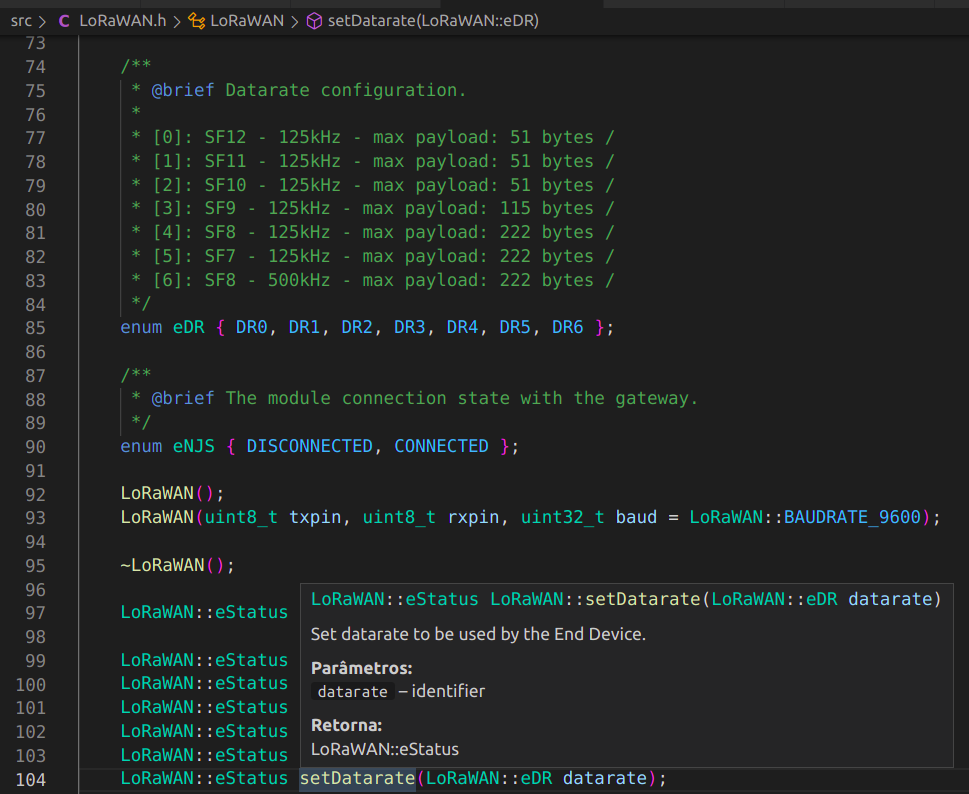 src > C LoRaWAN.h > LoRaWAN > setDatarate(LoRaWAN::eDR)
73
74 /**
75 * @brief Datarate configuration.
76 *
77 * [0]: SF12 - 125kHz - max payload: 51 bytes /
78 * [1]: SF11 - 125kHz - max payload: 51 bytes /
79 * [2]: SF10 - 125kHz - max payload: 51 bytes /
80 * [3]: SF9 - 125kHz - max payload: 115 bytes /
81 * [4]: SF8 - 125kHz - max payload: 222 bytes /
82 * [5]: SF7 - 125kHz - max payload: 222 bytes /
83 * [6]: SF8 - 500kHz - max payload: 222 bytes /
84 */
85 enum eDR { DR0, DR1, DR2, DR3, DR4, DR5, DR6 };
86
87 /**
88 * @brief The module connection state with the gateway.
89 */
90 enum eNJS { DISCONNECTED, CONNECTED };
91
92 LoRaWAN();
93 LoRaWAN(uint8_t txpin, uint8_t rxpin, uint32_t baud = LoRaWAN::BAUDRATE_9600);
94
95 ~LoRaWAN();
96
97 LoRaWAN::eStatus
98
99 LoRaWAN::eStatus
100 LoRaWAN::eStatus
101 LoRaWAN::eStatus
102 LoRaWAN::eStatus
103 LoRaWAN::eStatus
104 LoRaWAN::eStatus setDatarate(LoRaWAN::eDR datarate);
LoRaWAN::eStatus LoRaWAN::setDatarate(LoRaWAN::eDR datarate)
Set datarate to be used by the End Device.
Parâmetros:
datarate – identifier
Retorna:
LoRaWAN::eStatus